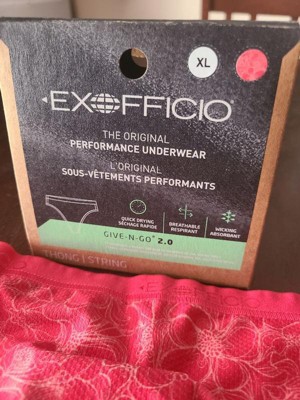 XL
EXOFFICIO
THE ORIGINAL
PERFORMANCE UNDERWEAR
L'ORIGINAL
SOUS-VÊTEMENTS PERFORMANTS
QUICK DRYING
SÉCHAGE RAPIDE
BREATHABLE
RESPIRANT
WICKING
ABSORBANT
GIVE-N-GO® 2.0
THONG | STRING